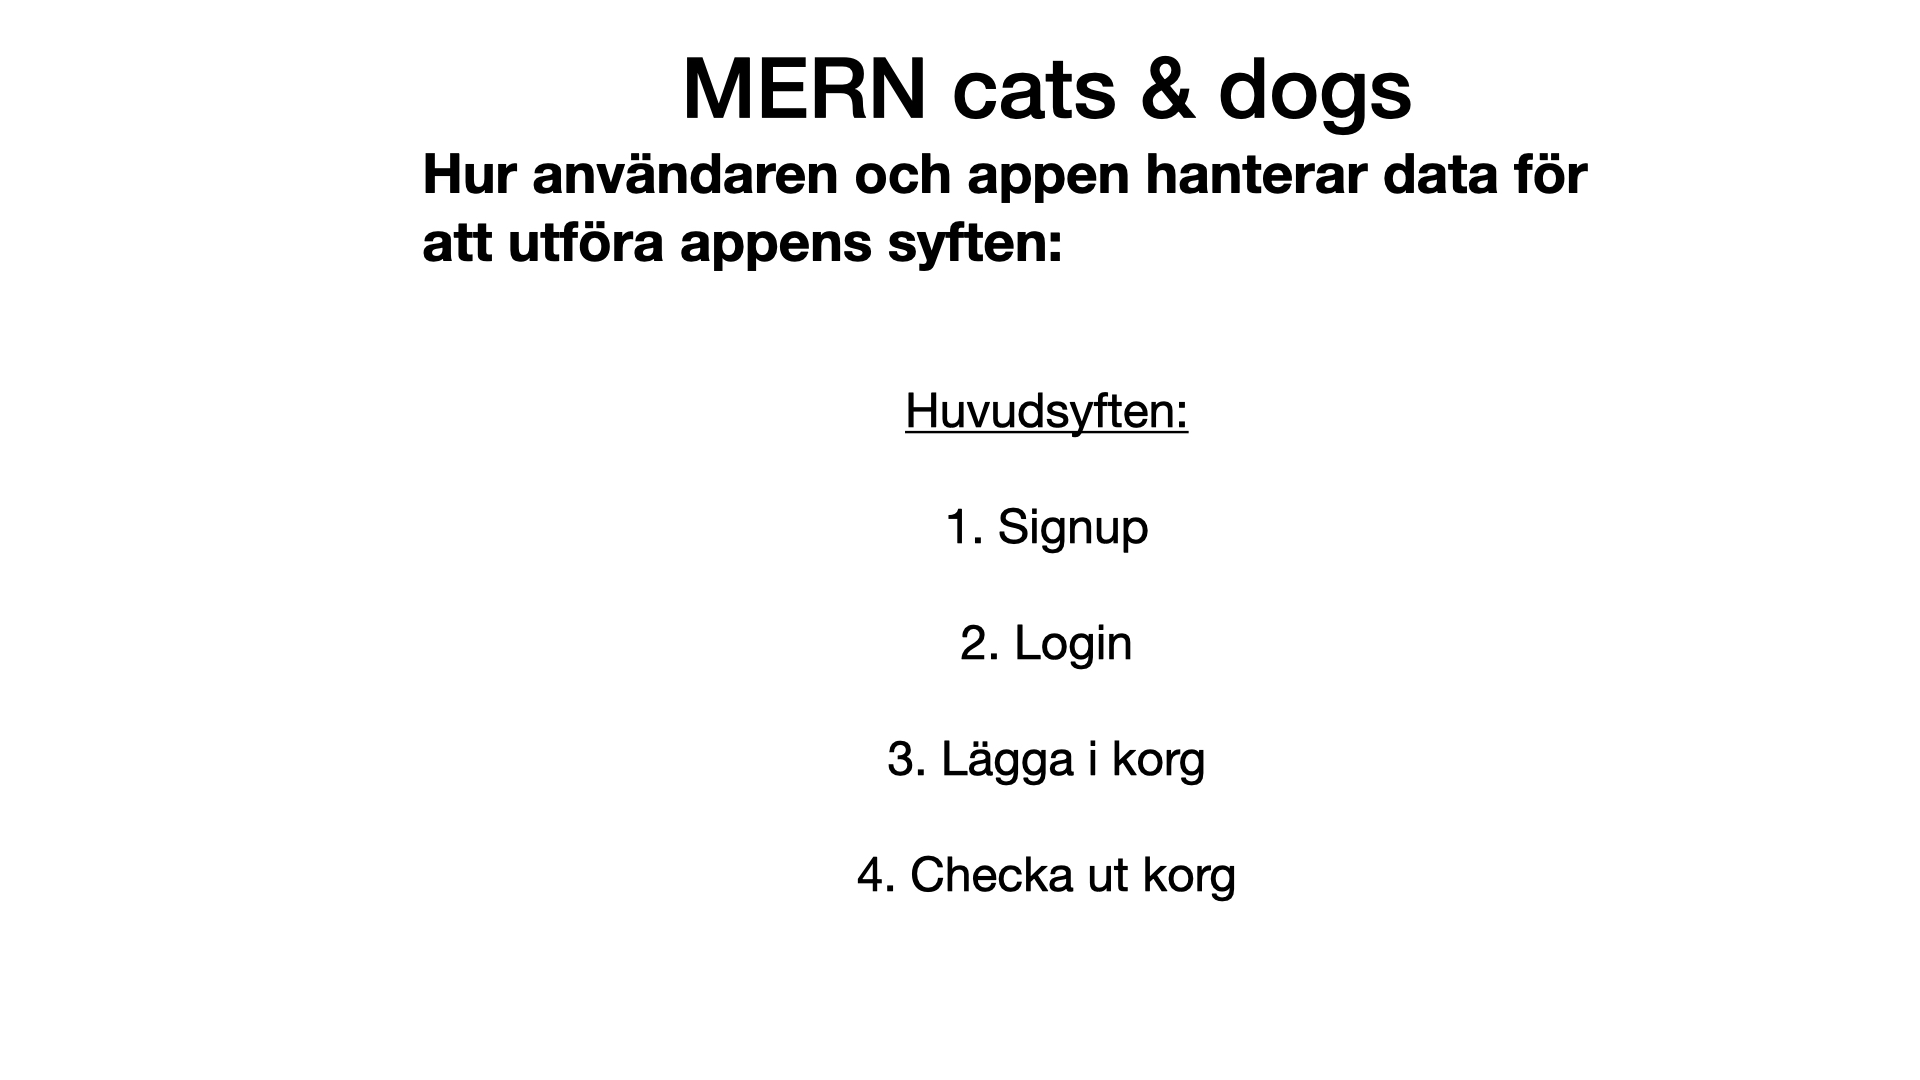 MERN cats & dogs
Hur användaren och appen hanterar data för
att utföra appens syften:
Huvudsyften:
1. Signup
2. Login
3. Lägga i korg
4. Checka ut korg